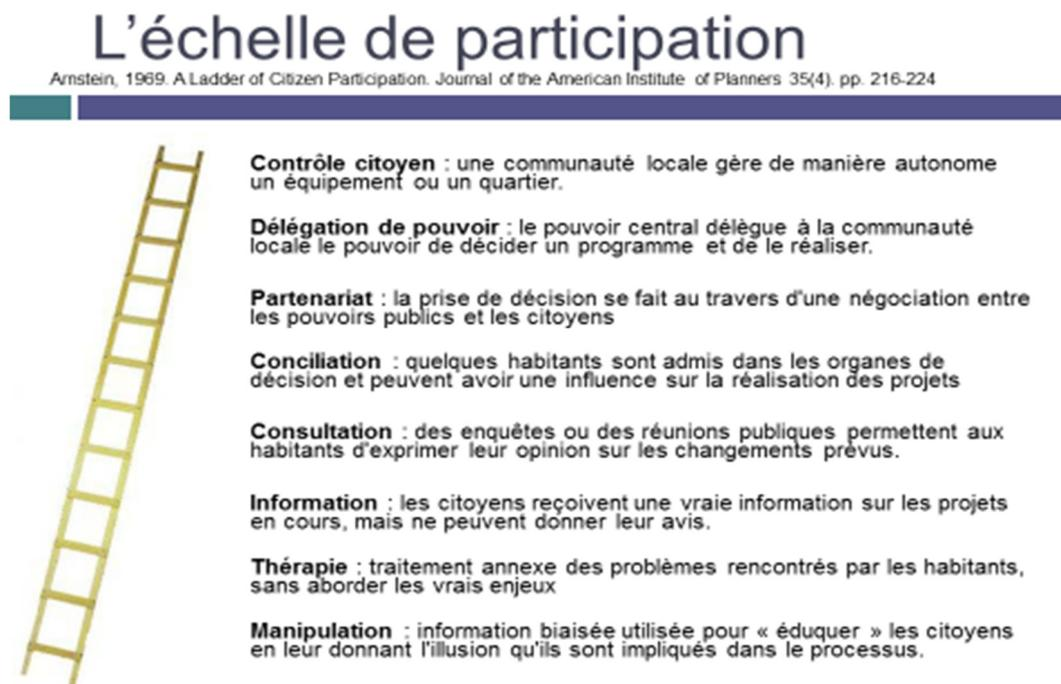 L'échelle de participation
Arnstein, 1969. A Ladder of Citizen Participation. Journal of the American Institute of Planners 35(4). pp. 216-224
Contrôle citoyen : une communauté locale gère de manière autonome
un équipement ou un quartier.
Délégation de pouvoir : le pouvoir central délègue à la communauté
locale le pouvoir de décider un programme et de le réaliser.
Partenariat : la prise de décision se fait au travers d'une négociation entre
les pouvoirs publics et les citoyens
Conciliation : quelques habitants sont admis dans les organes de
décision et peuvent avoir une influence sur la réalisation des projets
Consultation : des enquêtes ou des réunions publiques permettent aux
habitants d'exprimer leur opinion sur les changements prévus.
Information : les citoyens reçoivent une vraie information sur les projets
en cours, mais ne peuvent donner leur avis.
Thérapie : traitement annexe des problèmes rencontrés par les habitants,
sans aborder les vrais enjeux
Manipulation : information biaisée utilisée pour « éduquer » les citoyens
en leur donnant l'illusion qu'ils sont impliqués dans le processus.